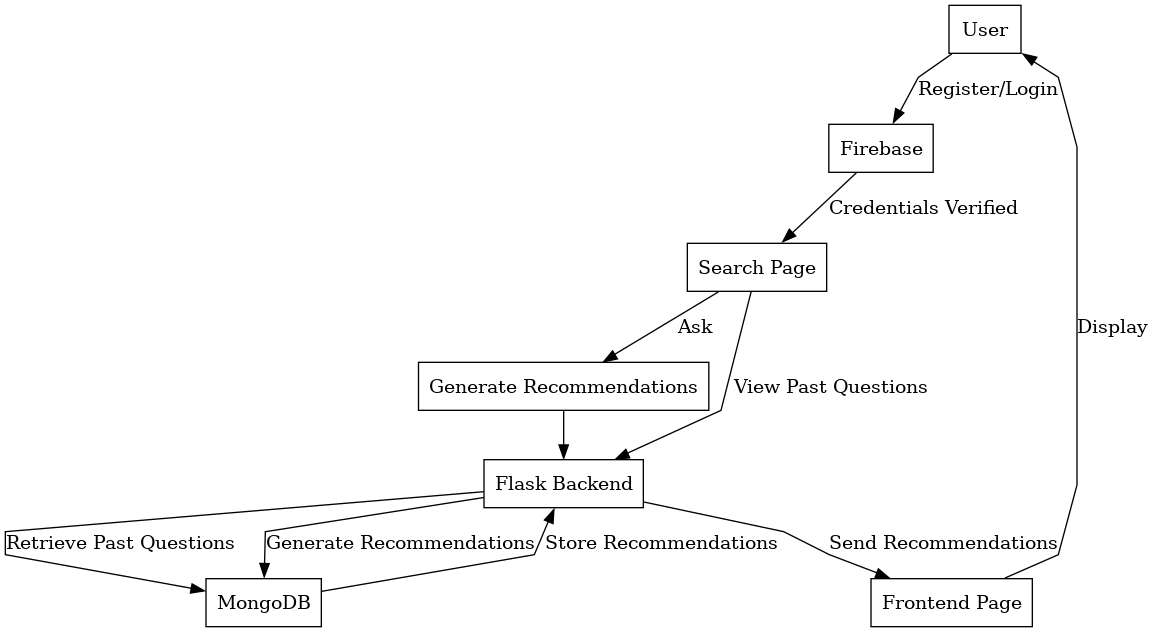 User
Register/Login
Firebase
Credentials Verified
Search Page
Ask
Display
Generate Recommendations
View Past Questions
Flask Backend
Retrieve Past Questions
Generate Recommendations
Store Recommendations
Send Recommendations
MongoDB
Frontend Page